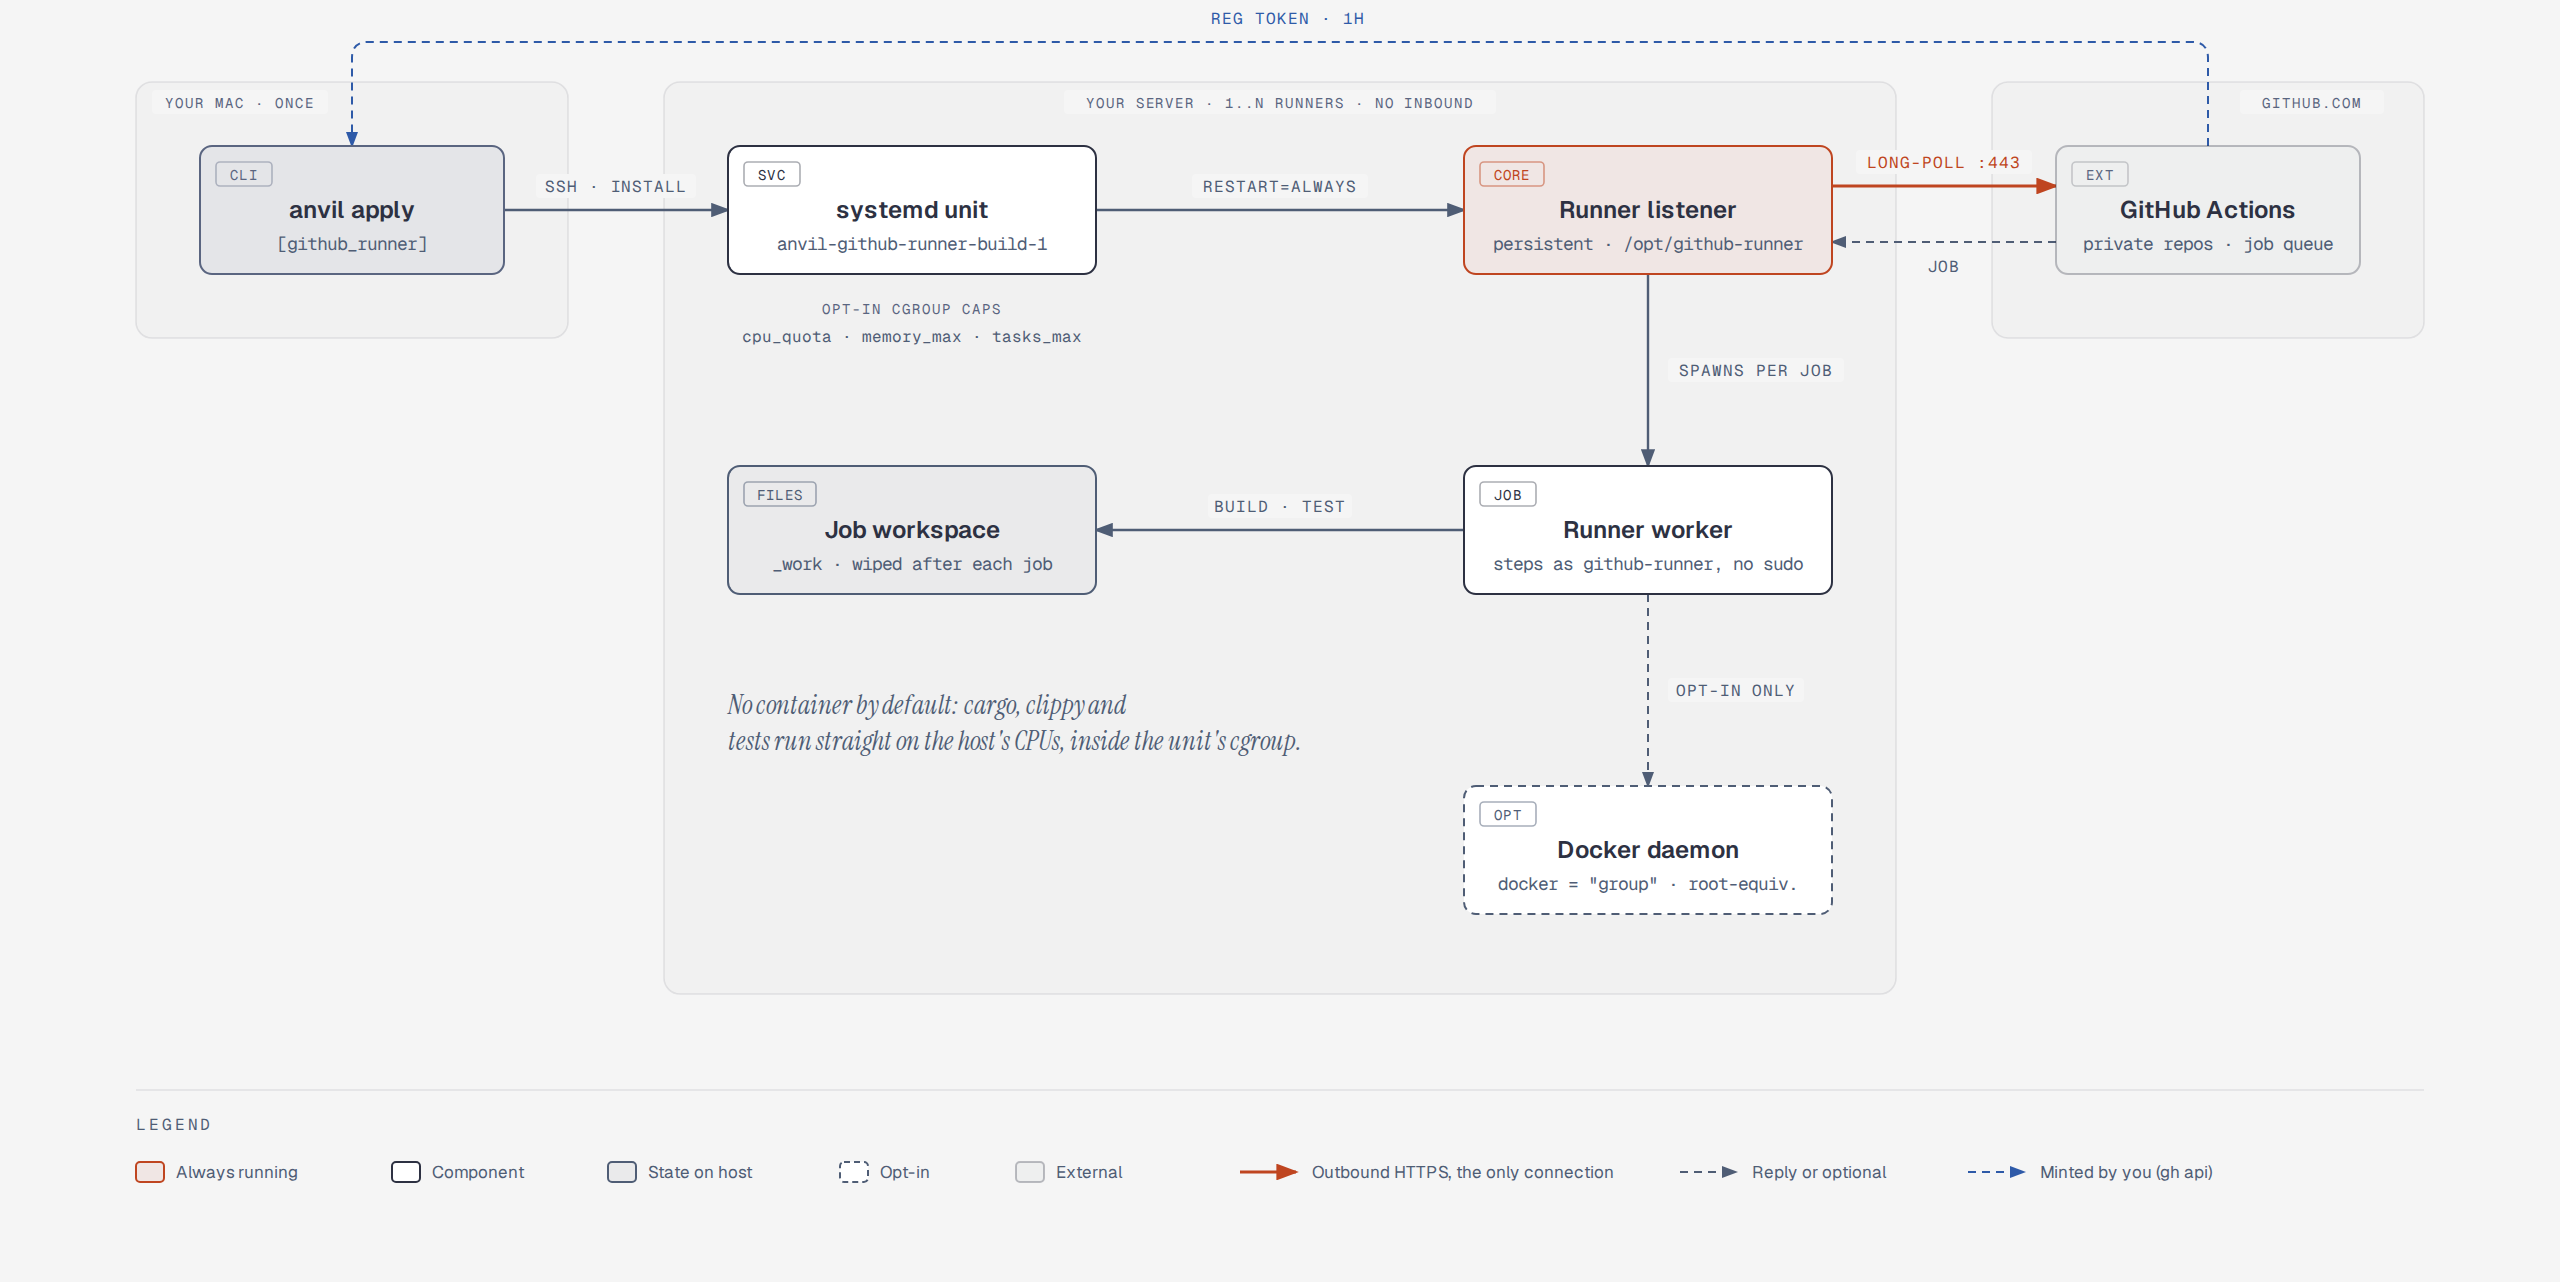 REG TOKEN · 1H
YOUR MAC · ONCE
YOUR SERVER · 1..N RUNNERS · NO INBOUND
GITHUB.COM
CLI
anvil apply
[github_runner]
SSH · INSTALL
SVC
systemd unit
anvil-github-runner-build-1
RESTART=ALWAYS
CORE
Runner listener
persistent · /opt/github-runner
LONG-POLL :443
JOB
EXT
GitHub Actions
private repos · job queue
OPT-IN CGROUP CAPS
cpu_quota · memory_max · tasks_max
SPAWNS PER JOB
FILES
Job workspace
_work · wiped after each job
BUILD · TEST
JOB
Runner worker
steps as github-runner, no sudo
No container by default: cargo, clippy and
tests run straight on the host's CPUs, inside the unit's cgroup.
OPT-IN ONLY
OPT
Docker daemon
docker = "group" · root-equiv.
LEGEND
Always running
Component
State on host
Opt-in
External
Outbound HTTPS, the only connection
Reply or optional
Minted by you (gh api)